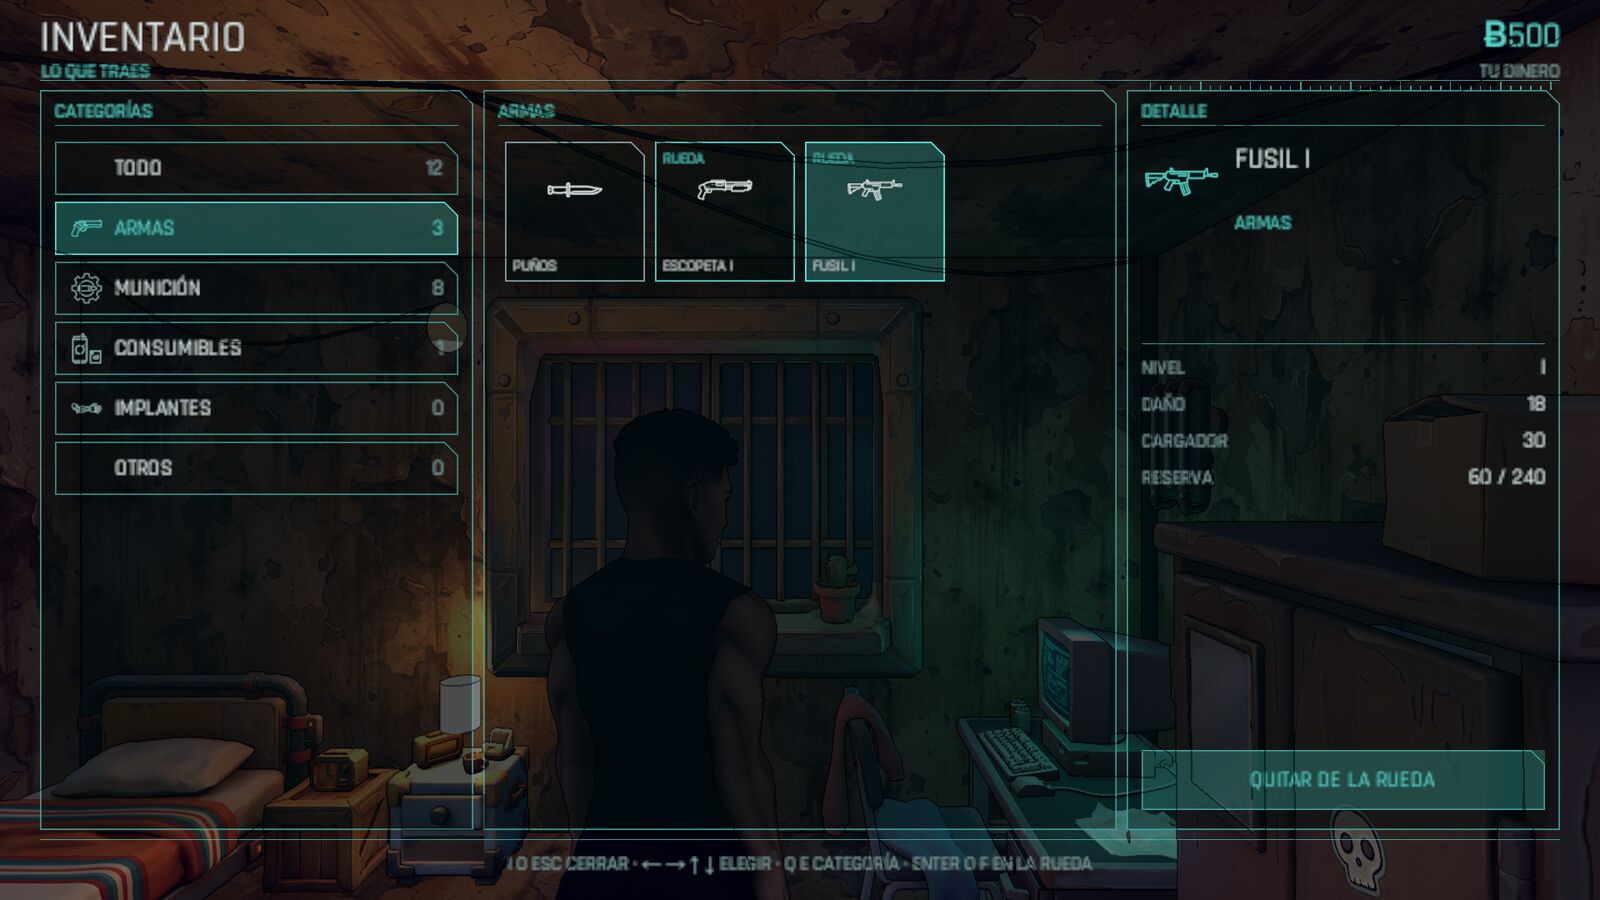 INVENTARIO
LO QUE TRAES
Ƀ500
TU DINERO
CATEGORÍAS
TODO 12
ARMAS 3
MUNICIÓN 8
CONSUMIBLES 1
IMPLANTES 0
OTROS 0
ARMAS
PUÑOS
RUEDA
ESCOPETA I
RUEDA
FUSIL I
DETALLE
FUSIL I
ARMAS
NIVEL I
DAÑO 18
CARGADOR 30
RESERVA 60 / 240
QUITAR DE LA RUEDA
I O ESC CERRAR · ←→↑↓ ELEGIR · Q E CATEGORÍA · ENTER O F EN LA RUEDA